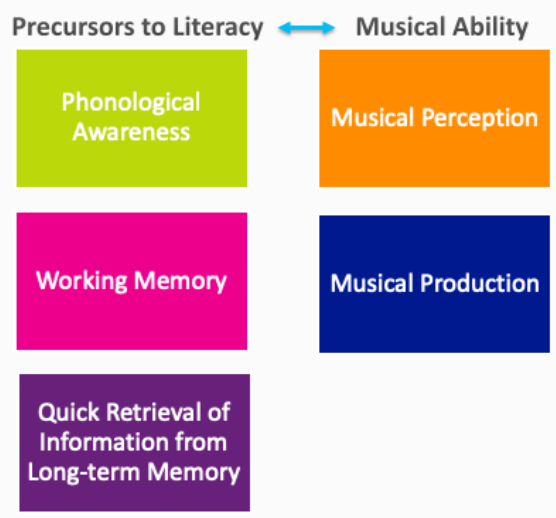 Precursors to Literacy
Musical Ability
Phonological
Awareness
Musical Perception
Working Memory
Musical Production
Quick Retrieval of
Information from
Long-term Memory